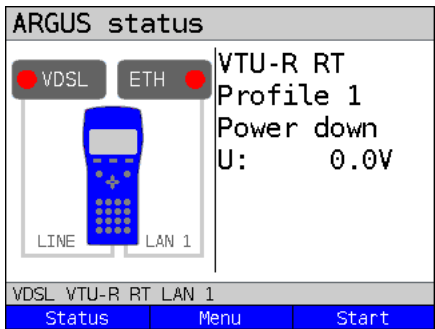 ARGUS status
VDSL
ETH
LINE
LAN 1
VTU-R RT
Profile 1
Power down
U: 0.0V
VDSL VTU-R RT LAN 1
Status Menu Start